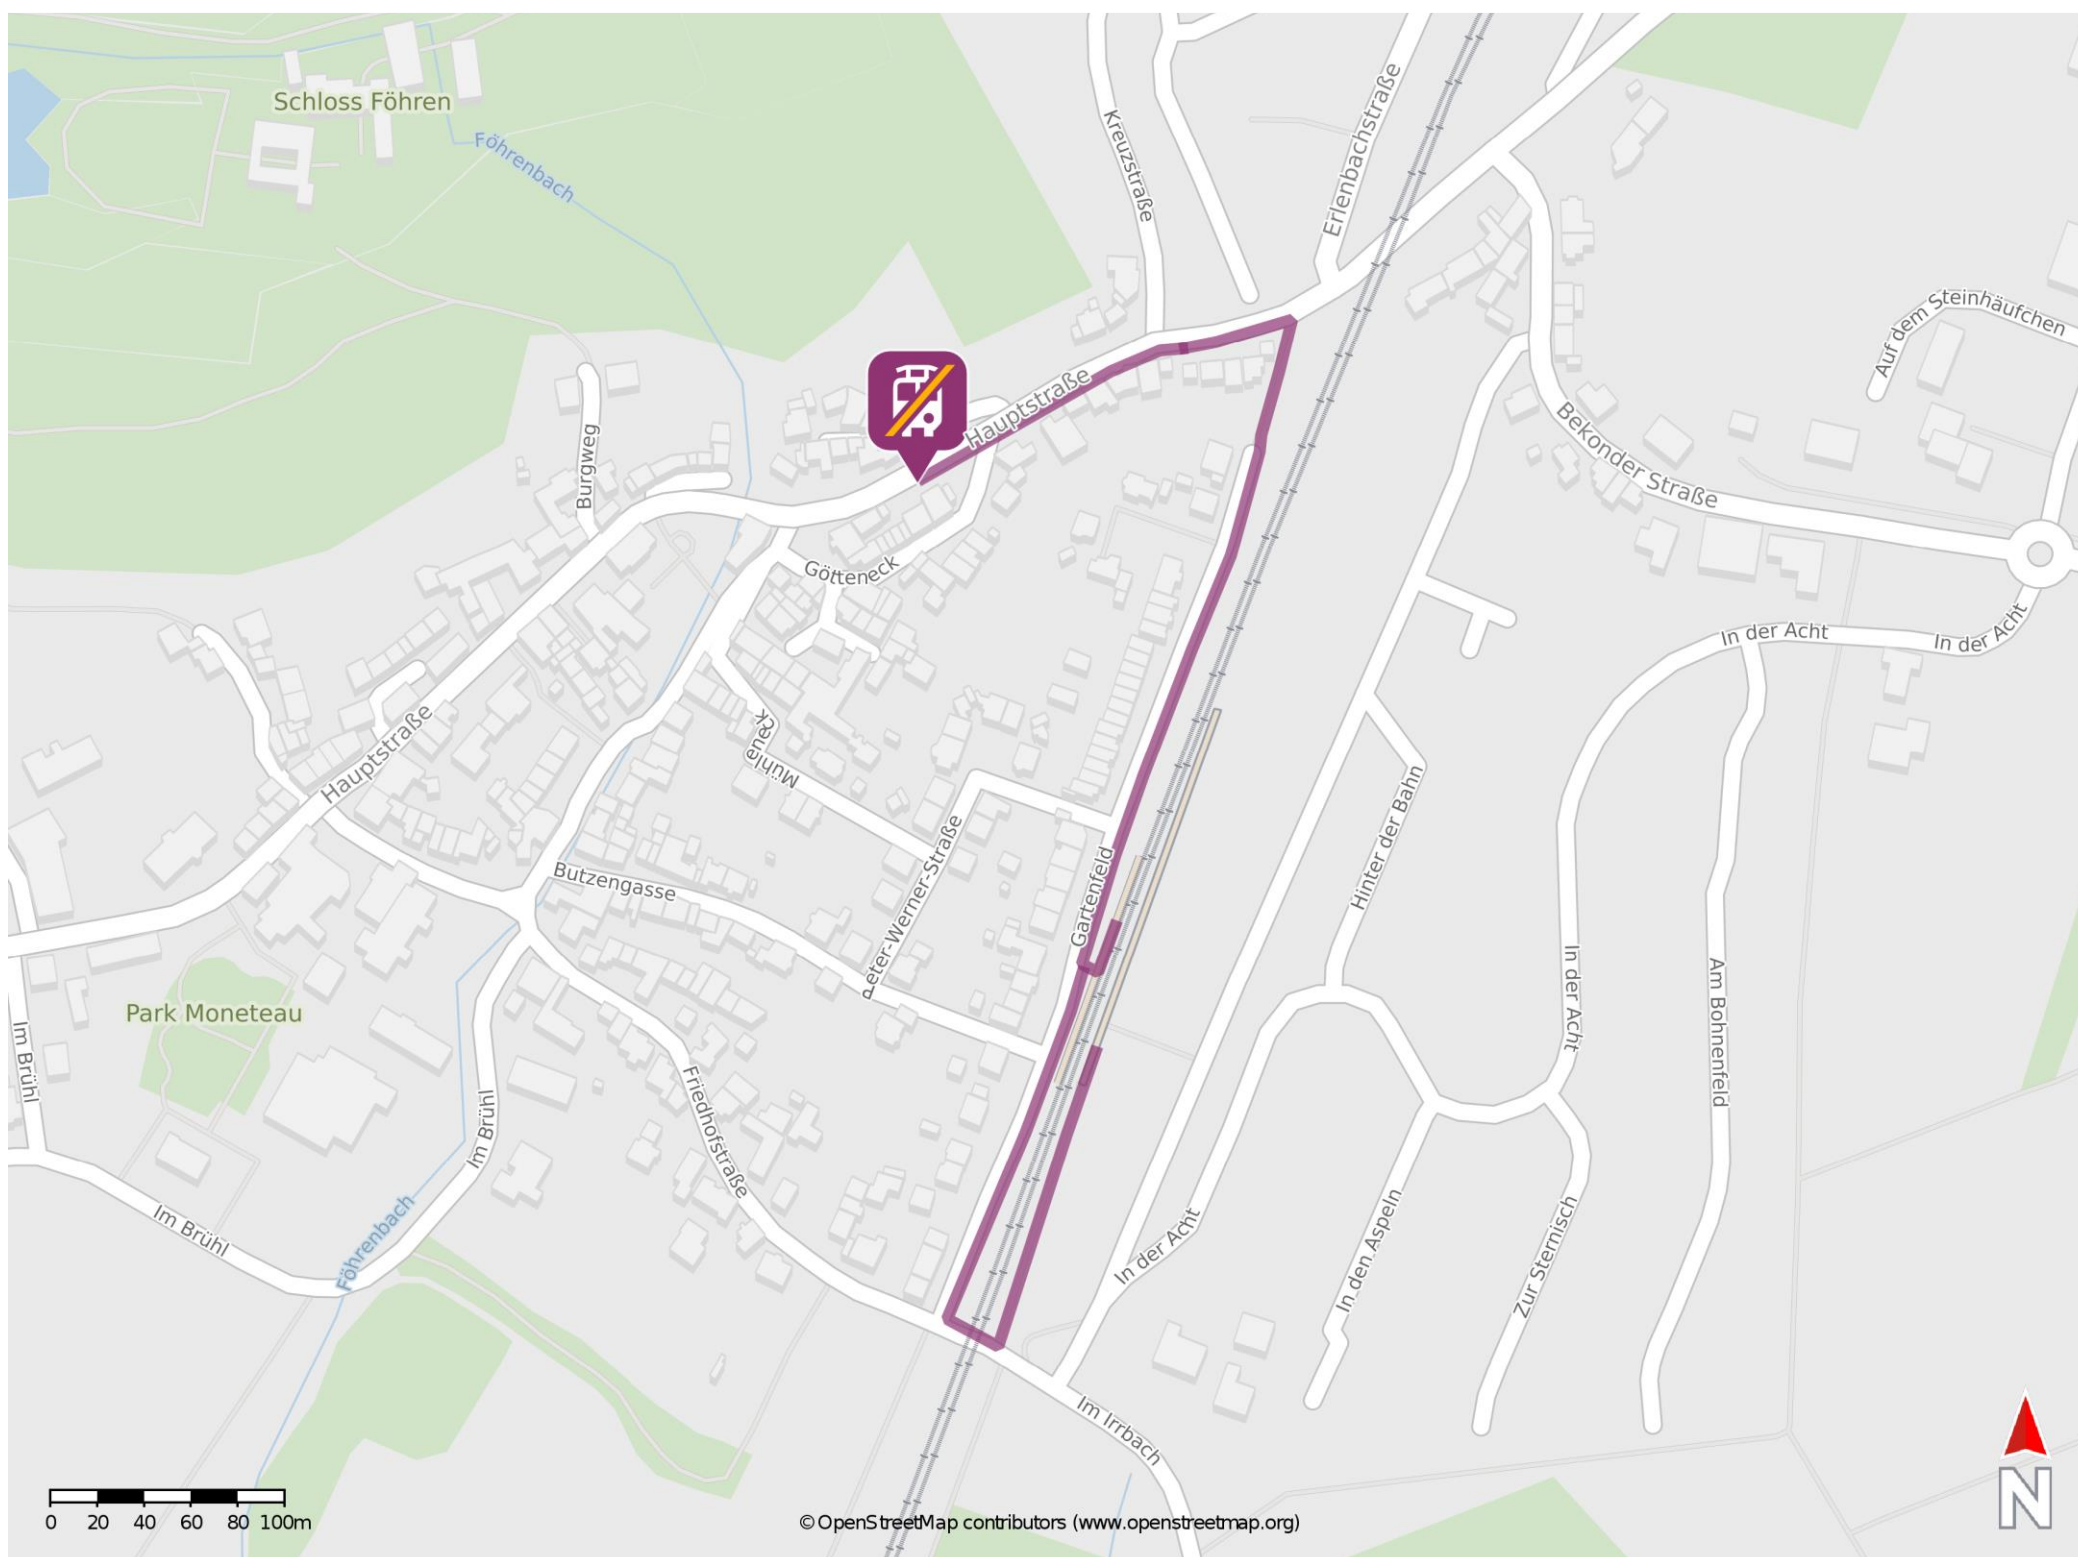 Schloss Föhren
Föhrenbach
Kreuzstraße
Erlenbachstraße
Auf dem Steinhäufchen
Hauptstraße
Burgweg
Bekonder Straße
Götteneck
In der Acht
In der Acht
Hauptstraße
Mühleneck
Hinter der Bahn
Butzengasse
Peter-Werner-Straße
Gartenfeld
Park Moneteau
In der Acht
Am Bohnenfeld
Im Brühl
Friedhofstraße
Im Brühl
Im Brühl
Föhrenbach
In der Acht
In den Aspeln
Zur Sternisch
Im Irrbach
0 20 40 60 80 100m
© OpenStreetMap contributors (www.openstreetmap.org)
N